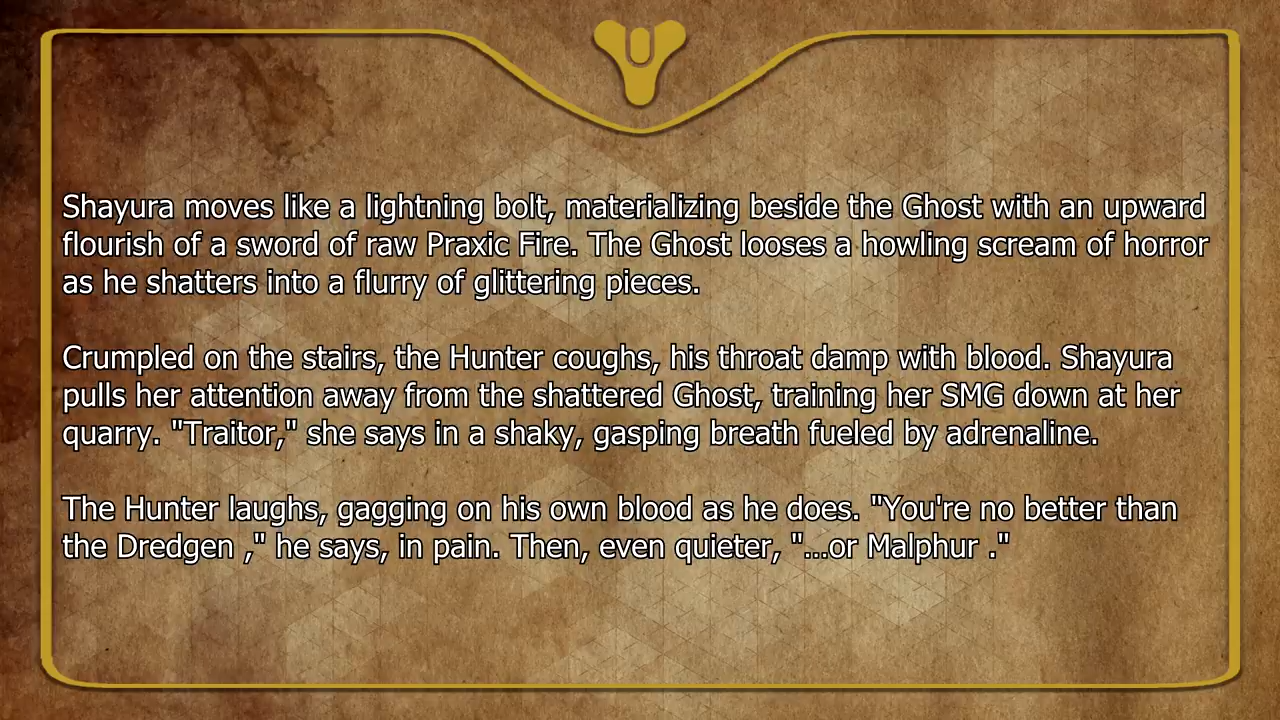 Shayura moves like a lightning bolt, materializing beside the Ghost with an upward
flourish of a sword of raw Praxic Fire. The Ghost looses a howling scream of horror
as he shatters into a flurry of glittering pieces.
Crumpled on the stairs, the Hunter coughs, his throat damp with blood. Shayura
pulls her attention away from the shattered Ghost, training her SMG down at her
quarry. "Traitor," she says in a shaky, gasping breath fueled by adrenaline.
The Hunter laughs, gagging on his own blood as he does. "You're no better than
the Dredgen ," he says, in pain. Then, even quieter, "...or Malphur ."